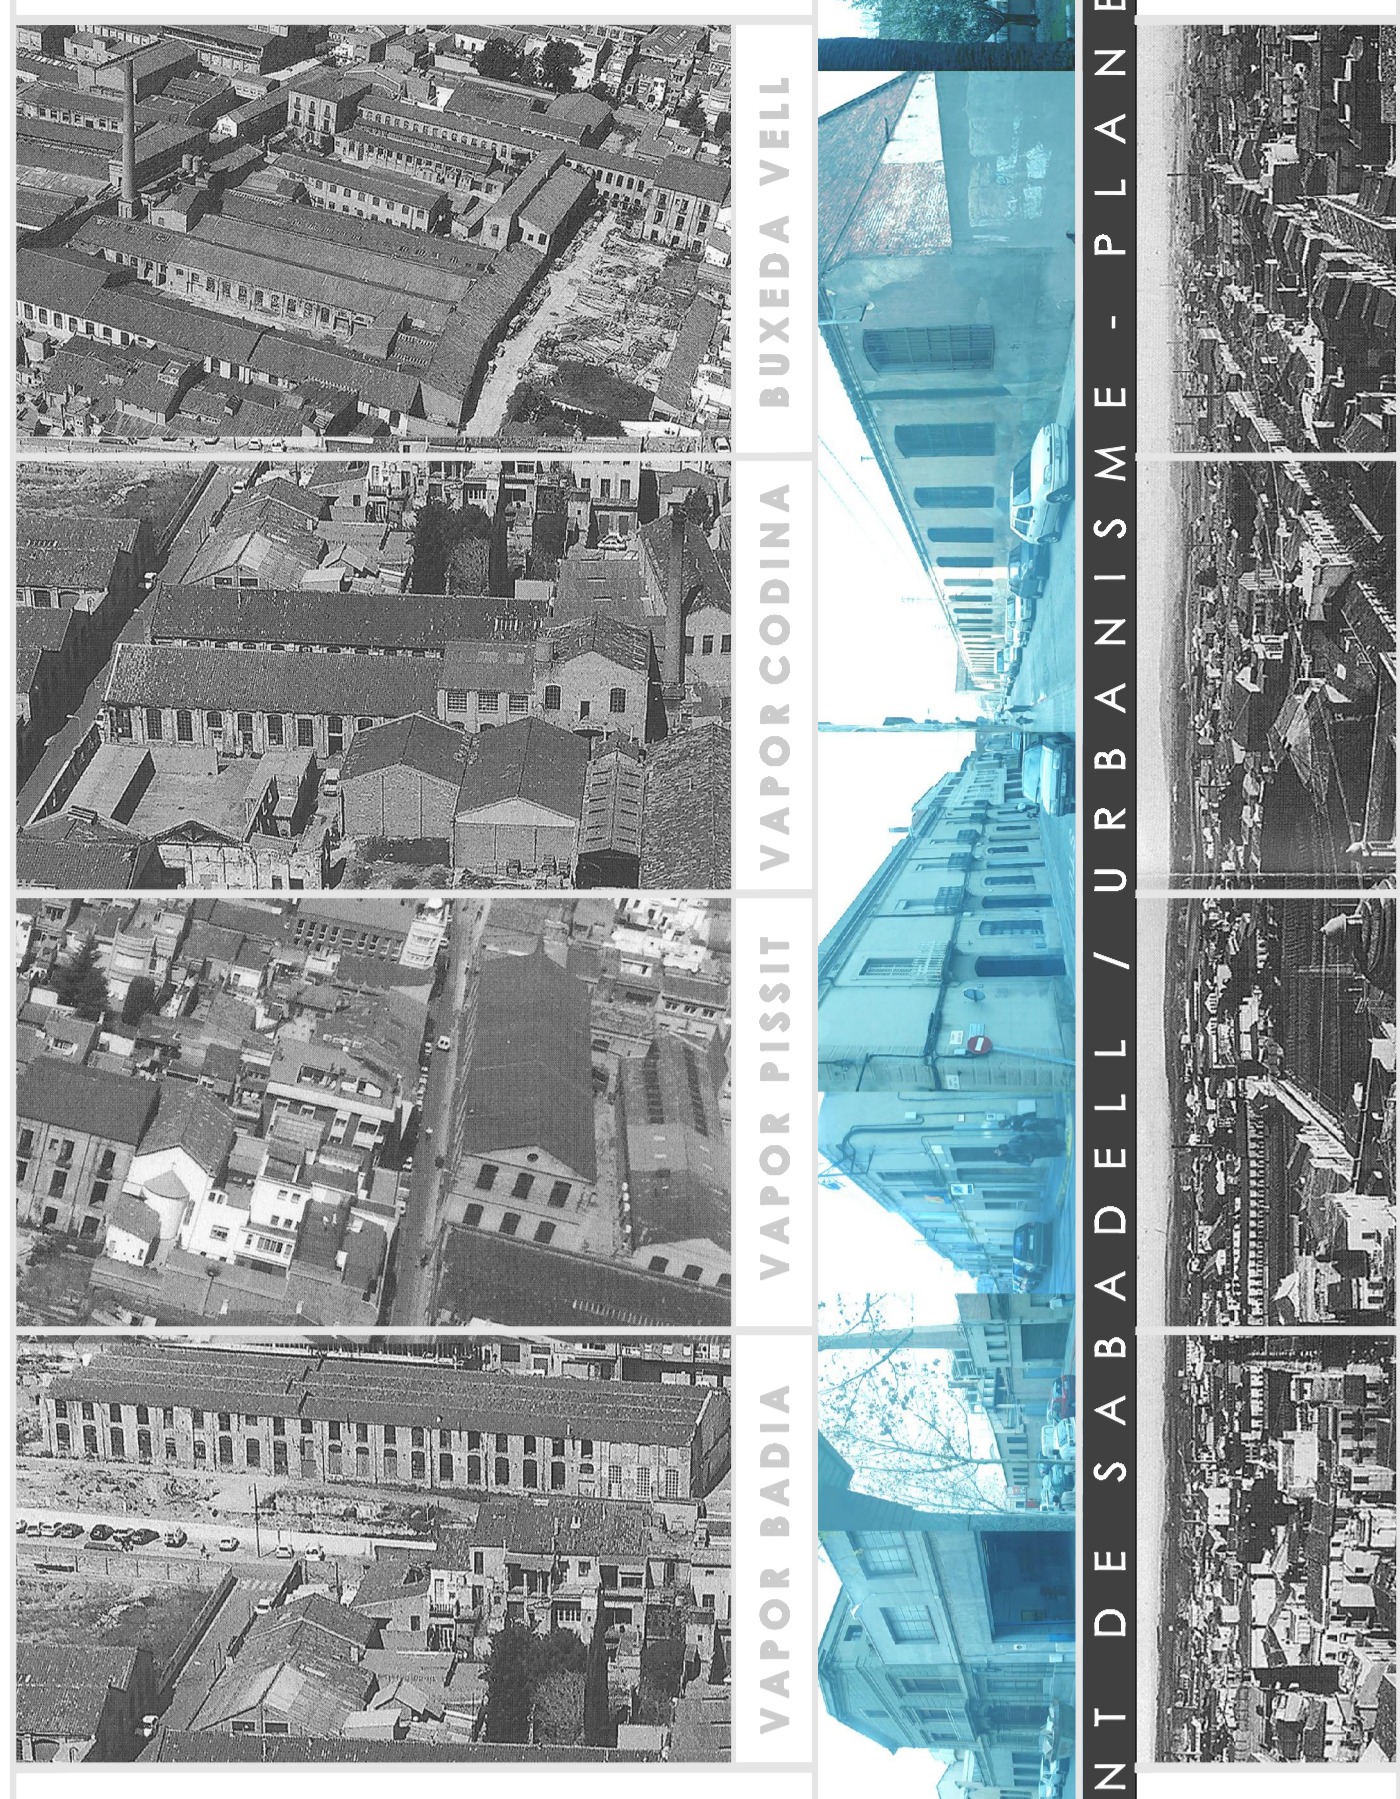 BUXEDA VELL
VAPOR CODINA
VAPOR PISSIT
VAPOR BADIA
NT DE SABADELL / URBANISME - PLANE